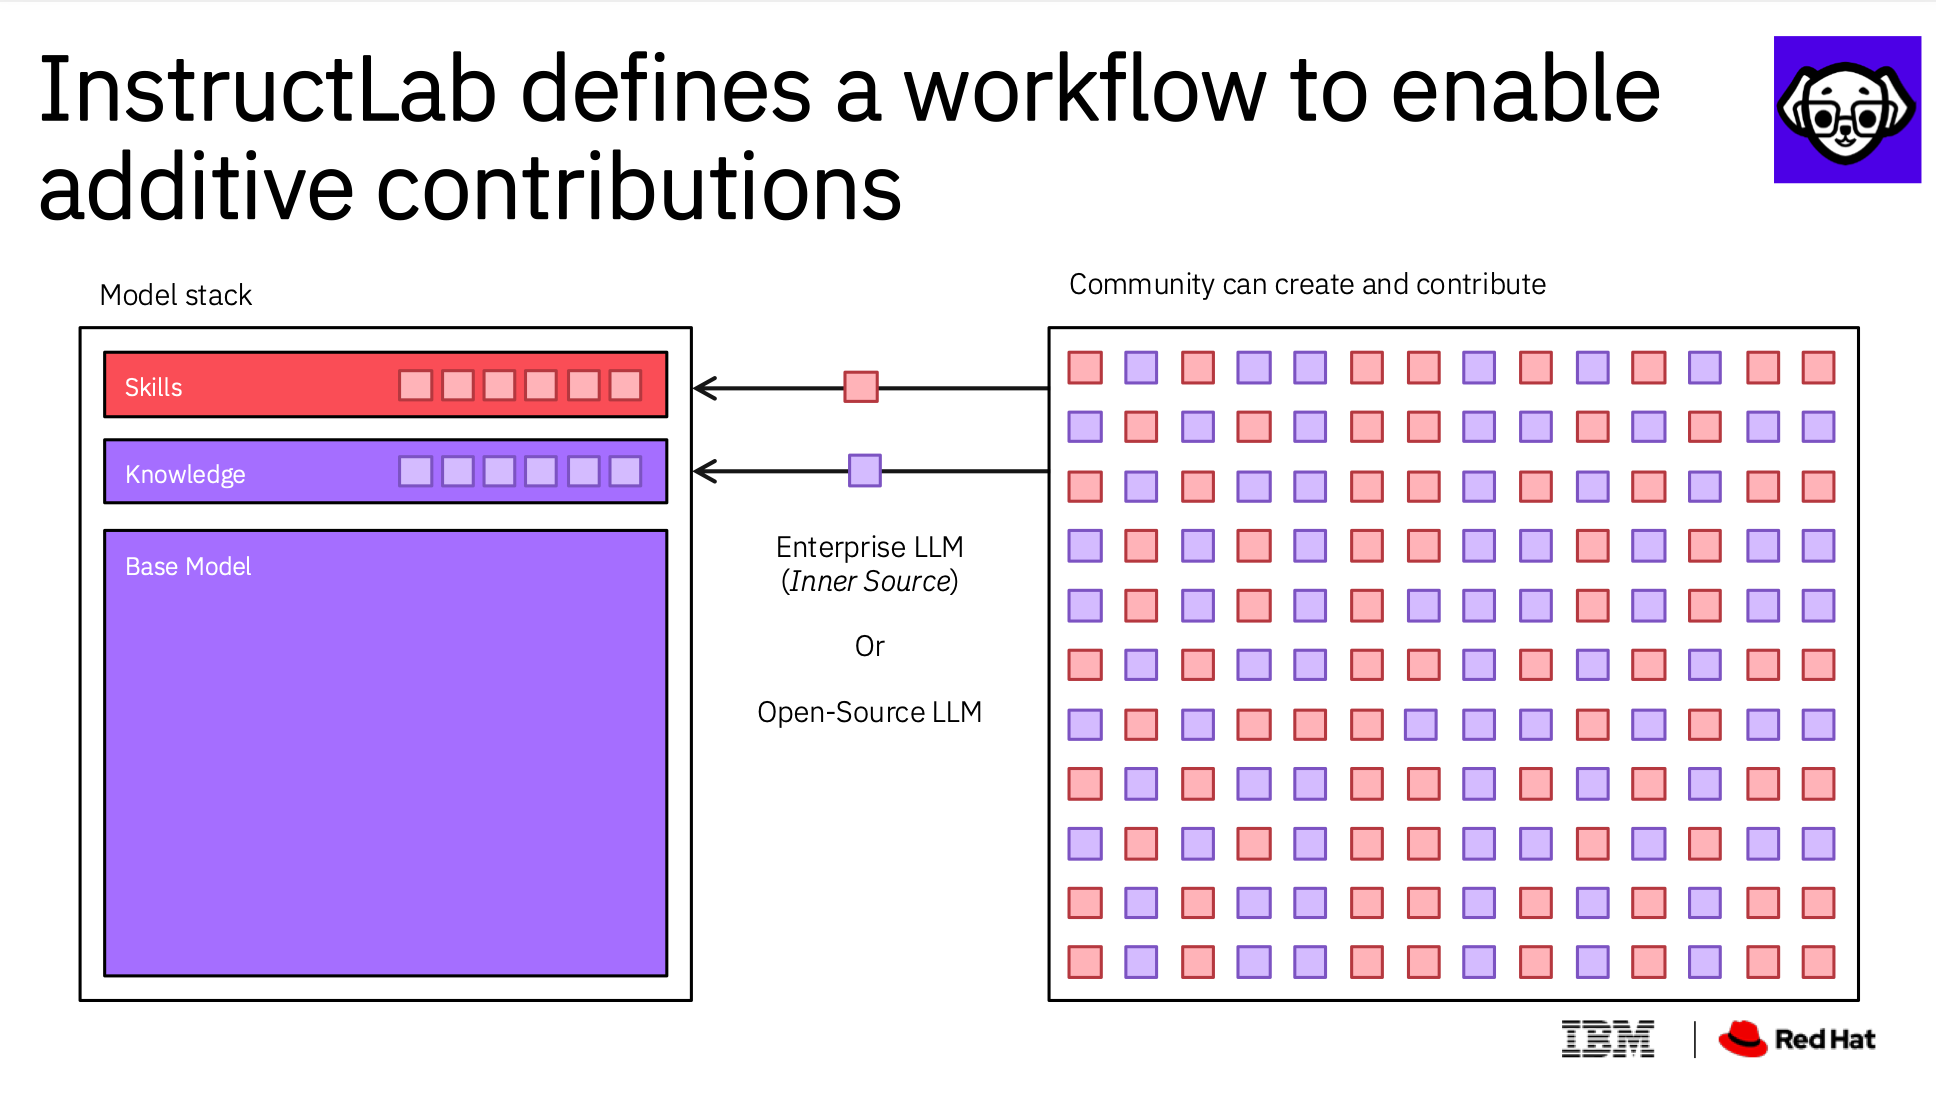 InstructLab defines a workflow to enable
additive contributions
Model stack
Community can create and contribute
Skills
Knowledge
Base Model
Enterprise LLM
(Inner Source)
Or
Open-Source LLM
IBM
Red Hat